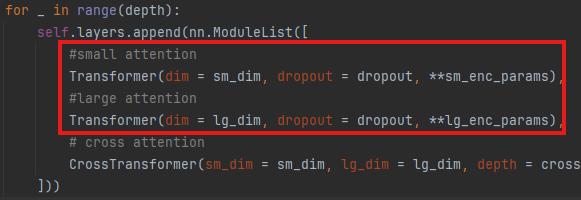 for _ in range(depth):
self.layers.append(nn.ModuleList([
#small attention
Transformer(dim = sm_dim, dropout = dropout, **sm_enc_params),
#large attention
Transformer(dim = lg_dim, dropout = dropout, **lg_enc_params),
# cross attention
CrossTransformer(sm_dim = sm_dim, lg_dim = lg_dim, depth = cross
]))